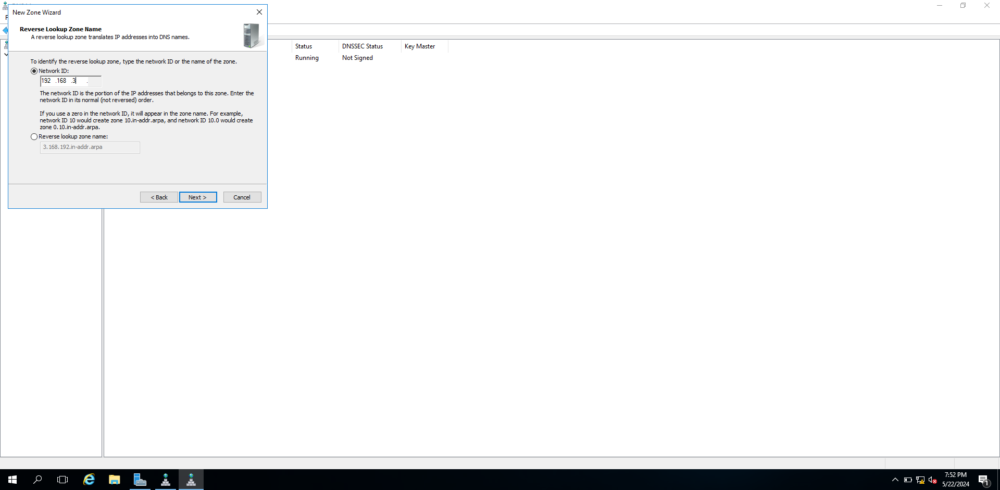 New Zone Wizard
Reverse Lookup Zone Name
A reverse lookup zone translates IP addresses into DNS names.
Status DNSSEC Status Key Master
Running Not Signed
To identify the reverse lookup zone, type the network ID or the name of the zone.
Network ID:
192 .168 .3 .
The network ID is the portion of the IP addresses that belongs to this zone. Enter the
network ID in its normal (not reversed) order.
If you use a zero in the network ID, it will appear in the zone name. For example,
network ID 10 would create zone 10.in-addr.arpa, and network ID 10.0 would create
zone 0.10.in-addr.arpa.
Reverse lookup zone name:
3.168.192.in-addr.arpa
< Back Next > Cancel
7:52 PM
5/22/2024
1